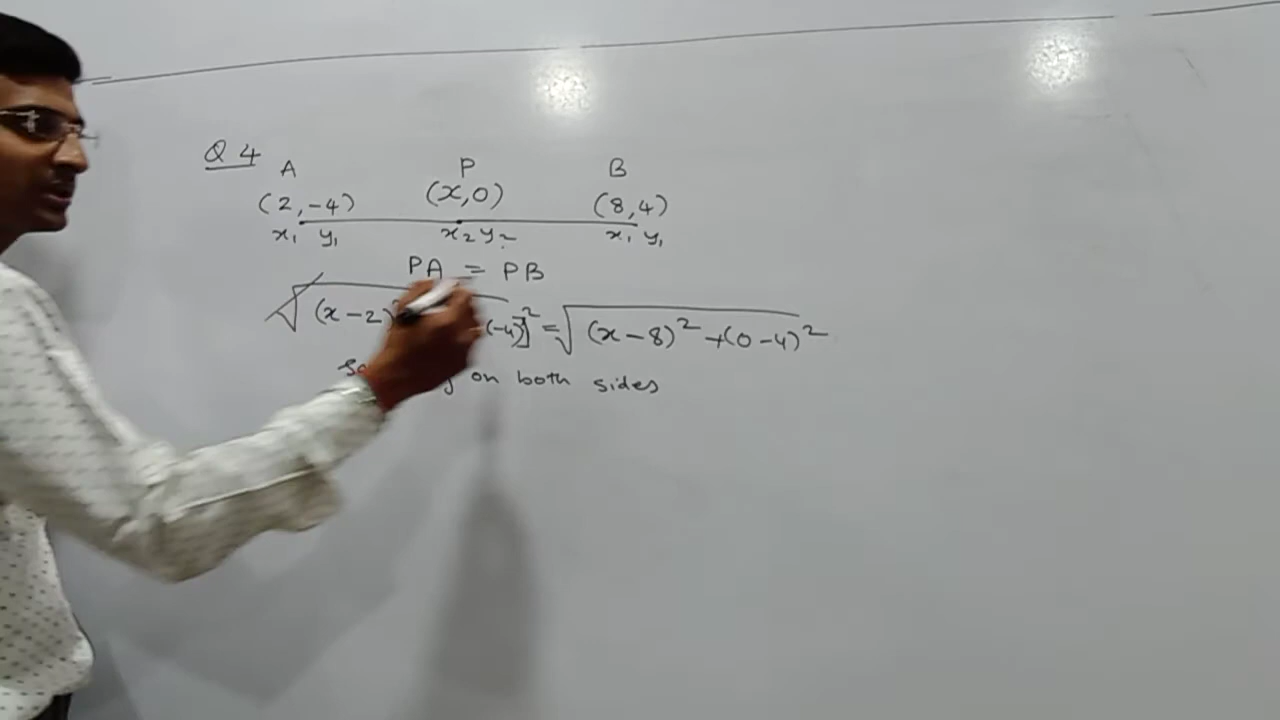 Q 4
A P B
(2,-4) (x,0) (8,4)
x₁ y₁ x₂ y₂ x₁ y₁
PA = PB
√(x-2) (-4)]² = √(x-8)² + (0-4)²
on both sides